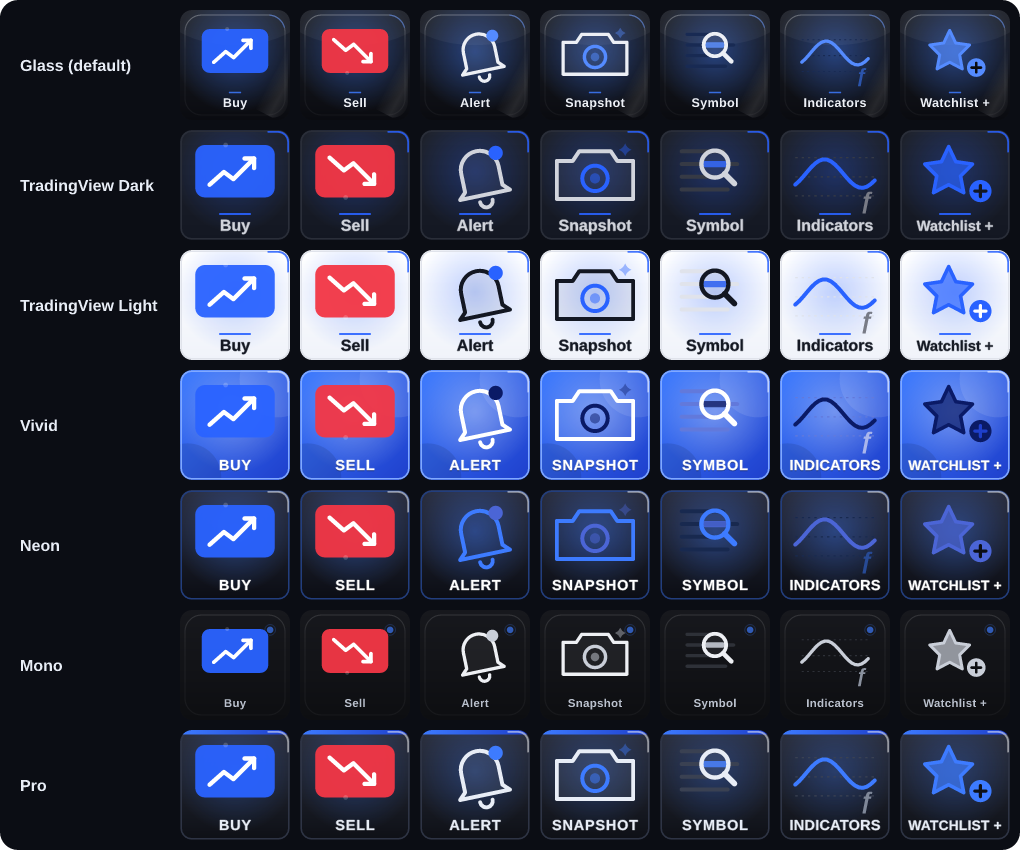 Glass (default)
Buy
Sell
Alert
Snapshot
Symbol
f
Indicators
Watchlist +
TradingView Dark
Buy
Sell
Alert
Snapshot
Symbol
f
Indicators
Watchlist +
TradingView Light
Buy
Sell
Alert
Snapshot
Symbol
f
Indicators
Watchlist +
Vivid
BUY
SELL
ALERT
SNAPSHOT
SYMBOL
f
INDICATORS
WATCHLIST +
Neon
BUY
SELL
ALERT
SNAPSHOT
SYMBOL
f
INDICATORS
WATCHLIST +
Mono
Buy
Sell
Alert
Snapshot
Symbol
f
Indicators
Watchlist +
Pro
BUY
SELL
ALERT
SNAPSHOT
SYMBOL
f
INDICATORS
WATCHLIST +